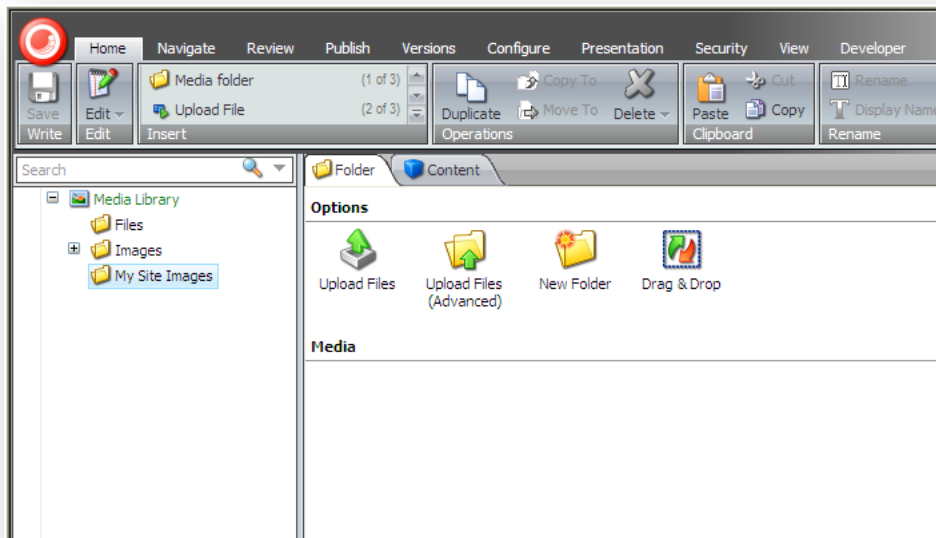 Home Navigate Review Publish Versions Configure Presentation Security View Developer
Media folder (1 of 3) Copy To Cut Rename
Upload File (2 of 3) Move To Copy Display Name
Save Edit Duplicate Delete Paste
Write Edit Insert Operations Clipboard Rename
Search
Folder Content
Media Library
Files
Images
My Site Images
Options
Upload Files Upload Files New Folder Drag & Drop
(Advanced)
Media